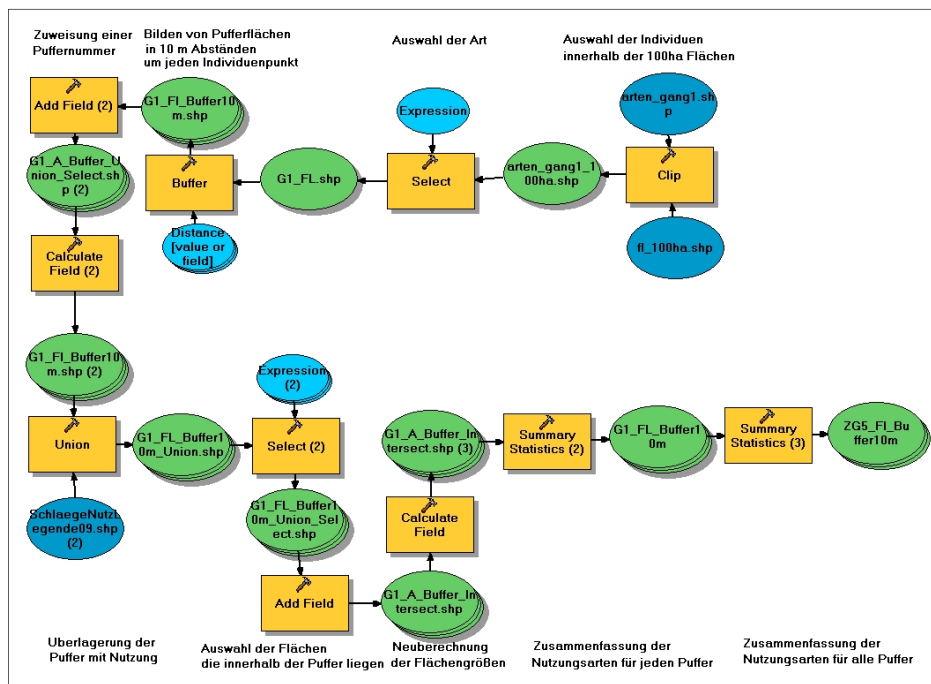 Zuweisung einer
Puffernummer
Bilden von Pufferflächen
in 10 m Abständen
um jeden Individuenpunkt
Auswahl der Art
Auswahl der Individuen
innerhalb der 100ha Flächen
Add Field (2)
G1_Fl_Buffer10
m.shp
Expression
arten_gang1.sh
p
G1_A_Buffer_U
nion_Select.sh
p (2)
Buffer
G1_FL.shp
Select
arten_gang1_1
00ha.shp
Clip
Distance
[value or
field]
fl_100ha.shp
Calculate
Field (2)
G1_Fl_Buffer10
m.shp (2)
Expression
(2)
Union
G1_FL_Buffer1
0m_Union.shp
Select (2)
G1_A_Buffer_In
tersect.shp (3)
Summary
Statistics (2)
G1_FL_Buffer1
0m
Summary
Statistics (3)
ZG5_Fl_Bu
ffer10m
SchlaegeNutzL
egende09.shp
(2)
G1_FL_Buffer1
0m_Union_Sel
ect.shp
Calculate
Field
Add Field
G1_A_Buffer_In
tersect.shp
Überlagerung der
Puffer mit Nutzung
Auswahl der Flächen
die innerhalb der Puffer liegen
Neuberechnung
der Flächengrößen
Zusammenfassung der
Nutzungsarten für jeden Puffer
Zusammenfassung der
Nutzungsarten für alle Puffer